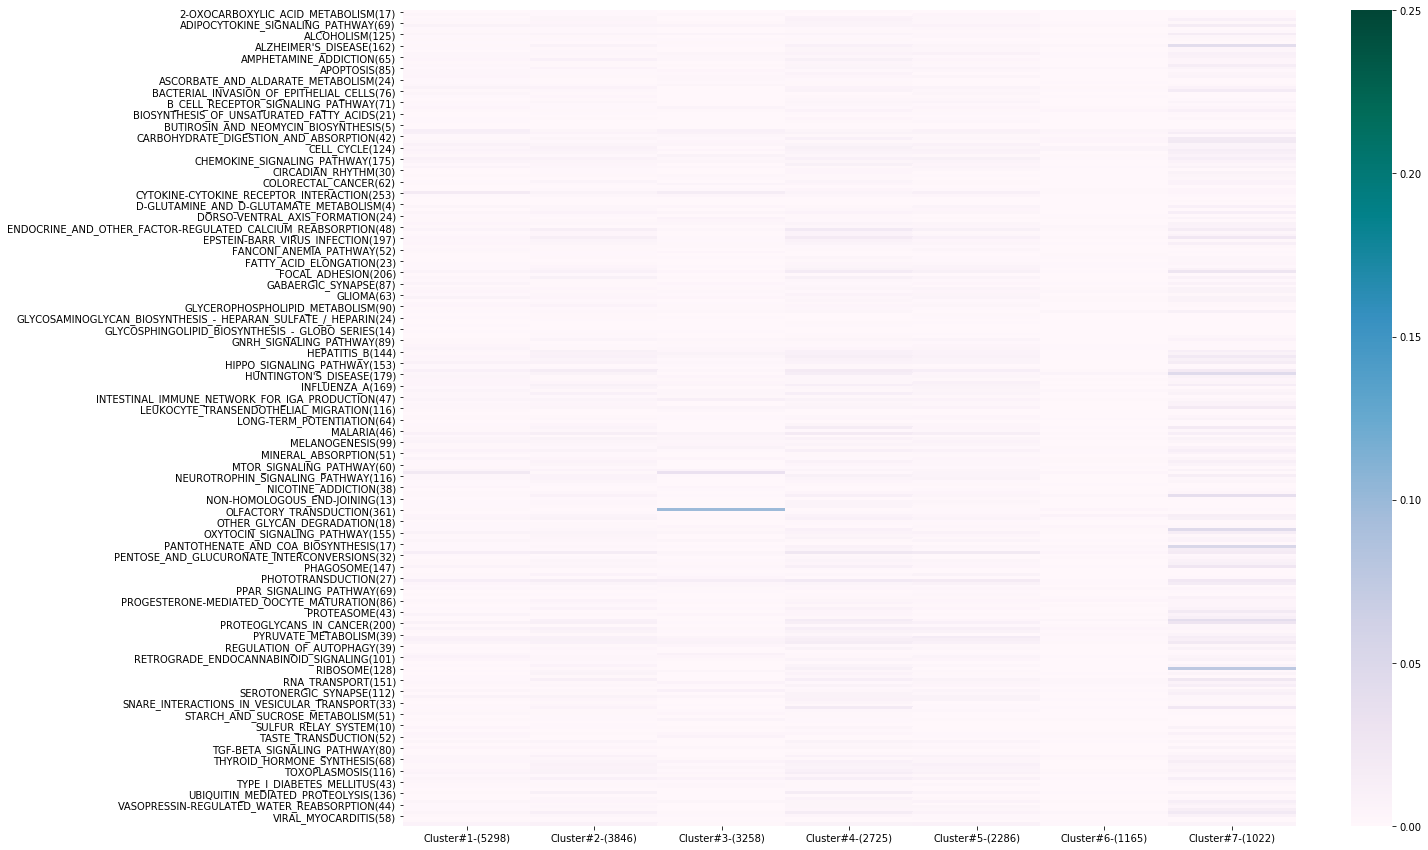 2-OXOCARBOXYLIC_ACID_METABOLISM(17)
ADIPOCYTOKINE_SIGNALING_PATHWAY(69)
ALCOHOLISM(125)
ALZHEIMER'S_DISEASE(162)
AMPHETAMINE_ADDICTION(65)
APOPTOSIS(85)
ASCORBATE_AND_ALDARATE_METABOLISM(24)
BACTERIAL_INVASION_OF_EPITHELIAL_CELLS(76)
B_CELL_RECEPTOR_SIGNALING_PATHWAY(71)
BIOSYNTHESIS_OF_UNSATURATED_FATTY_ACIDS(21)
BUTIROSIN_AND_NEOMYCIN_BIOSYNTHESIS(5)
CARBOHYDRATE_DIGESTION_AND_ABSORPTION(42)
CELL_CYCLE(124)
CHEMOKINE_SIGNALING_PATHWAY(175)
CIRCADIAN_RHYTHM(30)
COLORECTAL_CANCER(62)
CYTOKINE-CYTOKINE_RECEPTOR_INTERACTION(253)
D-GLUTAMINE_AND_D-GLUTAMATE_METABOLISM(4)
DORSO-VENTRAL_AXIS_FORMATION(24)
ENDOCRINE_AND_OTHER_FACTOR-REGULATED_CALCIUM_REABSORPTION(48)
EPSTEIN-BARR_VIRUS_INFECTION(197)
FANCONI_ANEMIA_PATHWAY(52)
FATTY_ACID_ELONGATION(23)
FOCAL_ADHESION(206)
GABAERGIC_SYNAPSE(87)
GLIOMA(63)
GLYCEROPHOSPHOLIPID_METABOLISM(90)
GLYCOSAMINOGLYCAN_BIOSYNTHESIS_-_HEPARAN_SULFATE_/_HEPARIN(24)
GLYCOSPHINGOLIPID_BIOSYNTHESIS_-_GLOBO_SERIES(14)
GNRH_SIGNALING_PATHWAY(89)
HEPATITIS_B(144)
HIPPO_SIGNALING_PATHWAY(153)
HUNTINGTON'S_DISEASE(179)
INFLUENZA_A(169)
INTESTINAL_IMMUNE_NETWORK_FOR_IGA_PRODUCTION(47)
LEUKOCYTE_TRANSENDOTHELIAL_MIGRATION(116)
LONG-TERM_POTENTIATION(64)
MALARIA(46)
MELANOGENESIS(99)
MINERAL_ABSORPTION(51)
MTOR_SIGNALING_PATHWAY(60)
NEUROTROPHIN_SIGNALING_PATHWAY(116)
NICOTINE_ADDICTION(38)
NON-HOMOLOGOUS_END-JOINING(13)
OLFACTORY_TRANSDUCTION(361)
OTHER_GLYCAN_DEGRADATION(18)
OXYTOCIN_SIGNALING_PATHWAY(155)
PANTOTHENATE_AND_COA_BIOSYNTHESIS(17)
PENTOSE_AND_GLUCURONATE_INTERCONVERSIONS(32)
PHAGOSOME(147)
PHOTOTRANSDUCTION(27)
PPAR_SIGNALING_PATHWAY(69)
PROGESTERONE-MEDIATED_OOCYTE_MATURATION(86)
PROTEASOME(43)
PROTEOGLYCANS_IN_CANCER(200)
PYRUVATE_METABOLISM(39)
REGULATION_OF_AUTOPHAGY(39)
RETROGRADE_ENDOCANNABINOID_SIGNALING(101)
RIBOSOME(128)
RNA_TRANSPORT(151)
SEROTONERGIC_SYNAPSE(112)
SNARE_INTERACTIONS_IN_VESICULAR_TRANSPORT(33)
STARCH_AND_SUCROSE_METABOLISM(51)
SULFUR_RELAY_SYSTEM(10)
TASTE_TRANSDUCTION(52)
TGF-BETA_SIGNALING_PATHWAY(80)
THYROID_HORMONE_SYNTHESIS(68)
TOXOPLASMOSIS(116)
TYPE_I_DIABETES_MELLITUS(43)
UBIQUITIN_MEDIATED_PROTEOLYSIS(136)
VASOPRESSIN-REGULATED_WATER_REABSORPTION(44)
VIRAL_MYOCARDITIS(58)
Cluster#1-(5298) Cluster#2-(3846) Cluster#3-(3258) Cluster#4-(2725) Cluster#5-(2286) Cluster#6-(1165) Cluster#7-(1022)
0.25
0.20
0.15
0.10
0.05
0.00